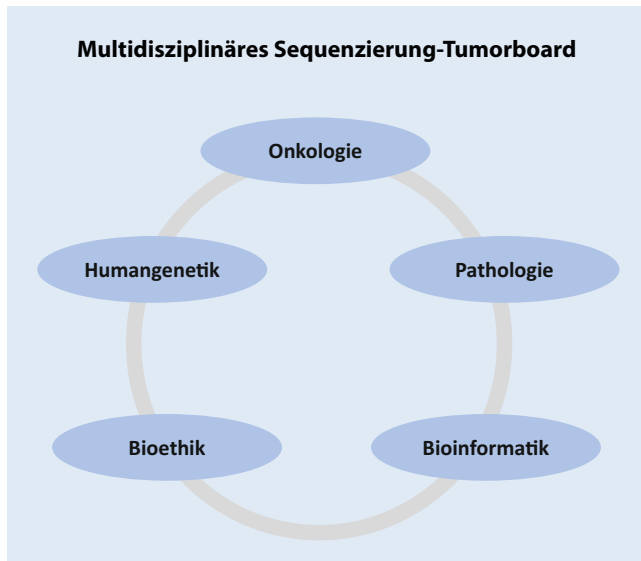 Multidisziplinäres Sequenzierung-Tumorboard
Onkologie
Humangenetik
Pathologie
Bioethik
Bioinformatik